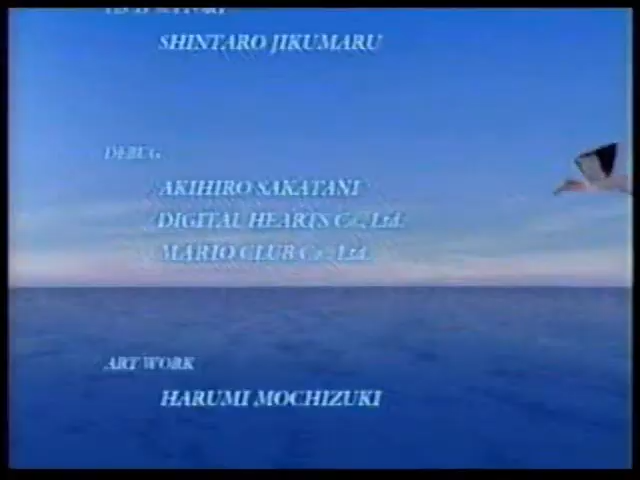 SHINTARO JIKUMARU
DEBUG
AKIHIRO SAKATANI
DIGITAL HEARTS Co., Ltd.
MARIO CLUB Co., Ltd.
ART WORK
HARUMI MOCHIZUKI